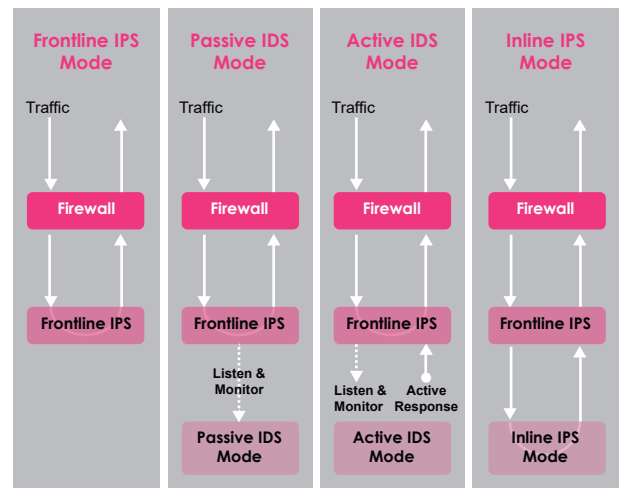 Frontline IPS
Mode
Traffic
Firewall
Frontline IPS
Passive IDS
Mode
Traffic
Firewall
Frontline IPS
Listen &
Monitor
Passive IDS
Mode
Active IDS
Mode
Traffic
Firewall
Frontline IPS
Listen &
Monitor
Active
Response
Active IDS
Mode
Inline IPS
Mode
Traffic
Firewall
Frontline IPS
Inline IPS
Mode